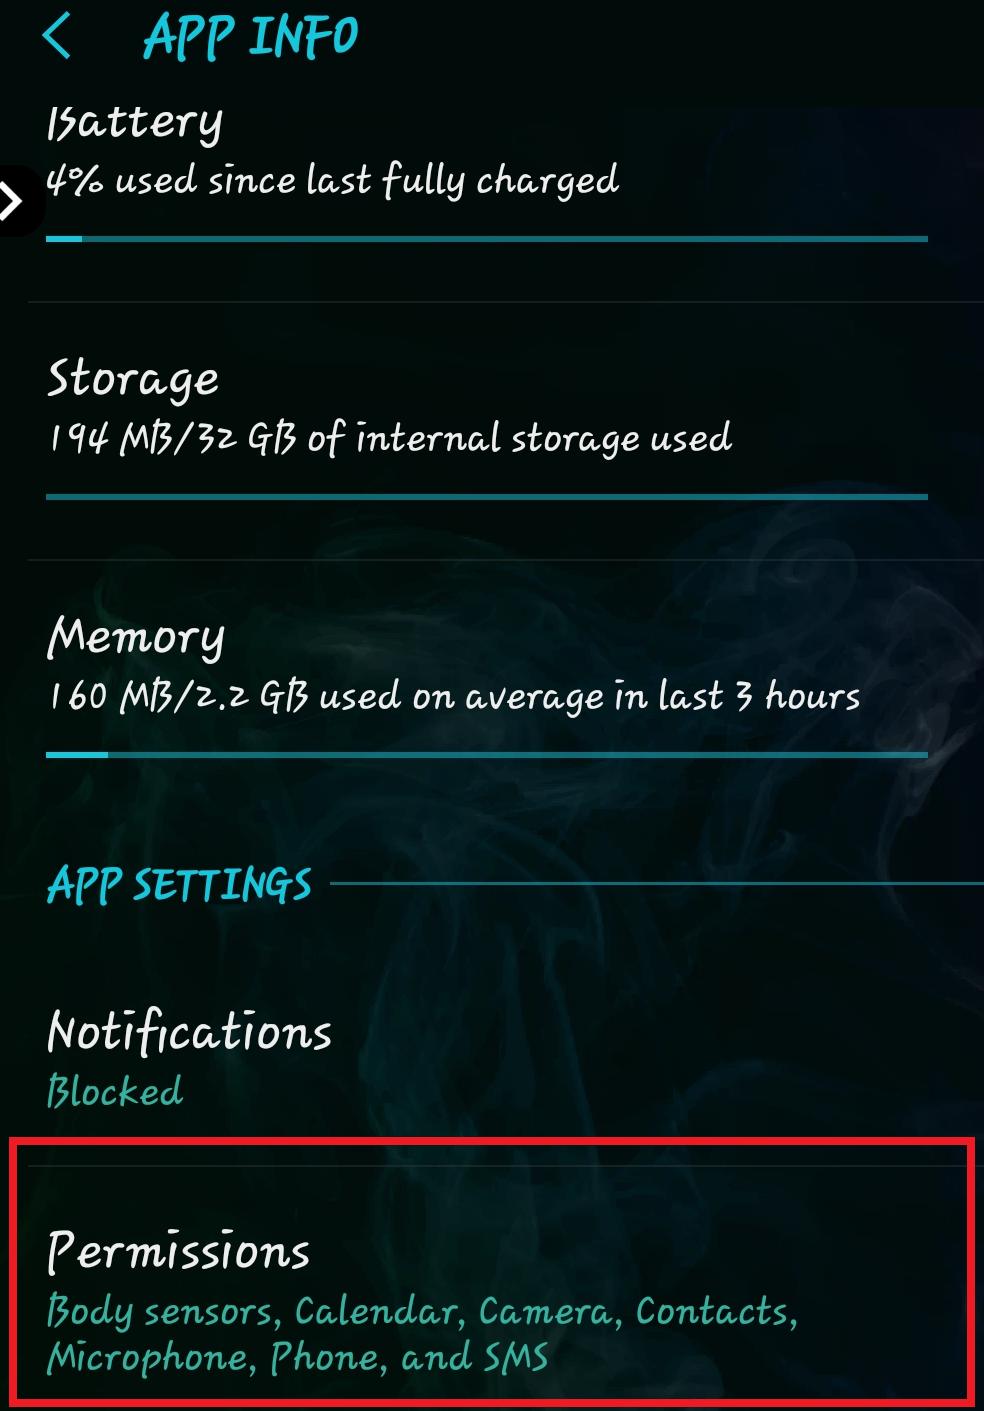 APP INFO
Battery
4% used since last fully charged
Storage
194 MB/32 GB of internal storage used
Memory
160 MB/2.2 GB used on average in last 3 hours
APP SETTINGS
Notifications
Blocked
Permissions
Body sensors, Calendar, Camera, Contacts,
Microphone, Phone, and SMS